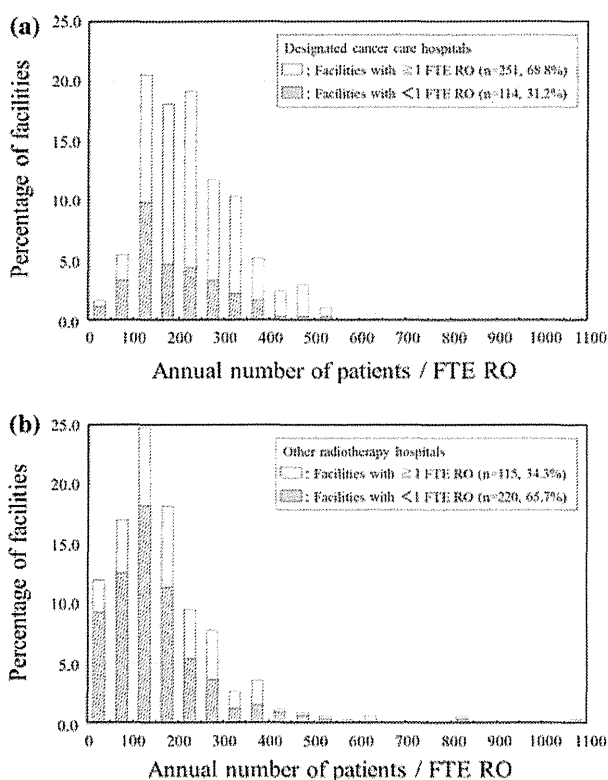 (a)
25.0
20.0
15.0
10.0
5.0
0.0
Percentage of facilities
Designated cancer care hospitals
: Facilities with ≧1 FTE RO (n=251, 68.8%)
: Facilities with <1 FTE RO (n=114, 31.2%)
0 100 200 300 400 500 600 700 800 900 1000 1100
Annual number of patients / FTE RO
(b)
25.0
20.0
15.0
10.0
5.0
0.0
Percentage of facilities
Other radiotherapy hospitals
: Facilities with ≧1 FTE RO (n=115, 34.3%)
: Facilities with <1 FTE RO (n=220, 65.7%)
0 100 200 300 400 500 600 700 800 900 1000 1100
Annual number of patients / FTE RO